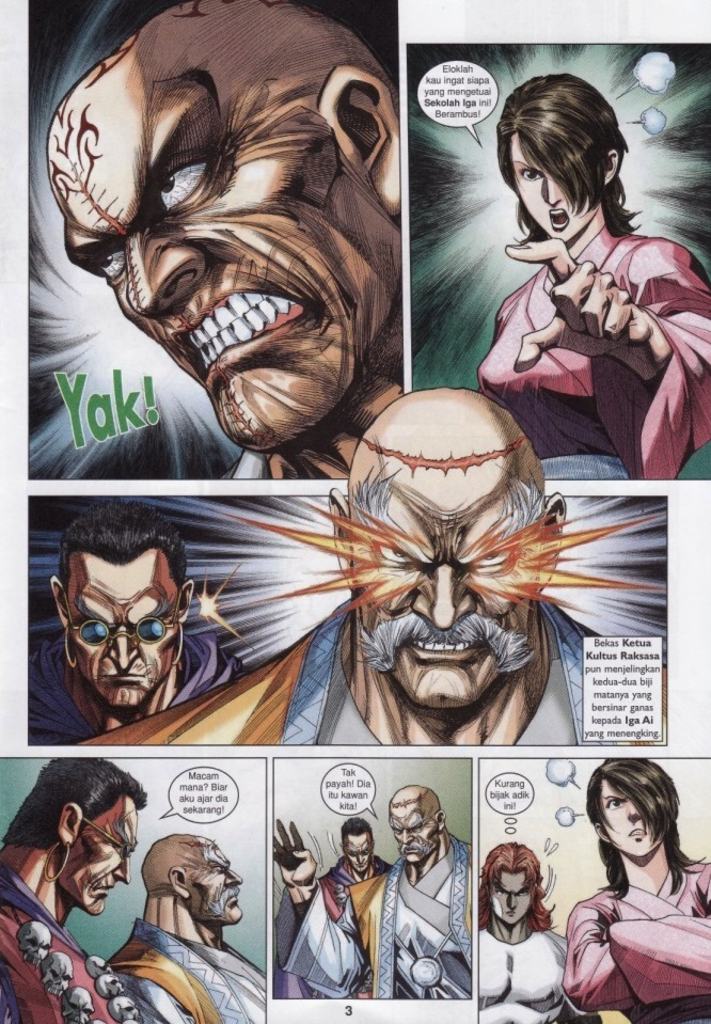 Eloklah
kau ingat siapa
yang mengetuai
Sekolah Iga ini!
Berambus!
Yak!
Bekas Ketua
Kultus Raksasa
pun menjelingkan
kedua-dua biji
matanya yang
bersinar ganas
kepada Iga Ai
yang menengking.
Macam
mana? Biar
aku ajar dia
sekarang!
Tak
payah! Dia
itu kawan
kita!
Kurang
bijak adik
ini!
3